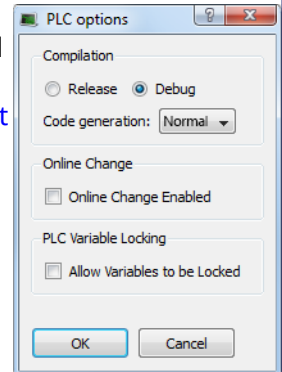 PLC options
Compilation
Release Debug
t
Code generation: Normal
Online Change
Online Change Enabled
PLC Variable Locking
Allow Variables to be Locked
OK Cancel